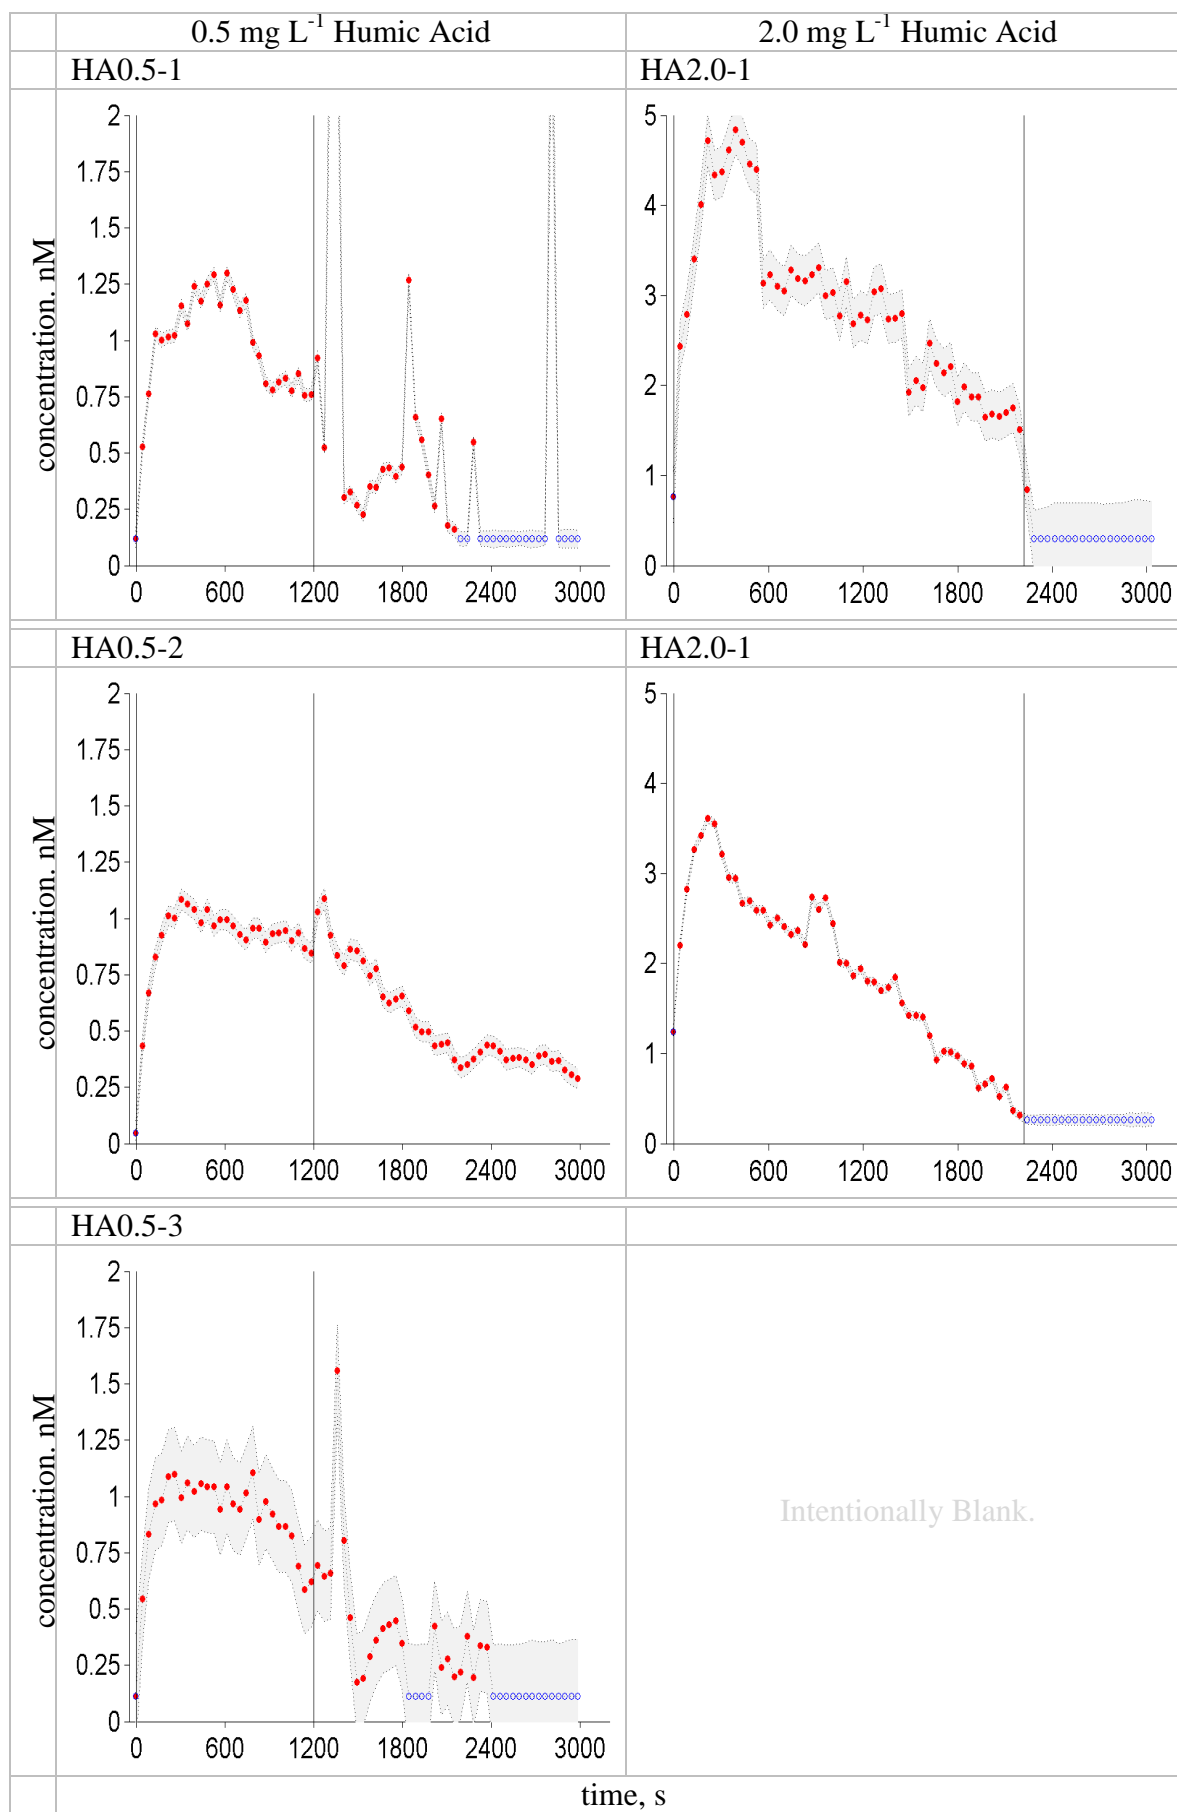 0.5 mg L-1 Humic Acid 2.0 mg L-1 Humic Acid
HA0.5-1 HA2.0-1
concentration. nM
2
1.75
1.5
1.25
1
0.75
0.5
0.25
0
0 600 1200 1800 2400 3000
5
4
3
2
1
0
0 600 1200 1800 2400 3000
HA0.5-2 HA2.0-1
concentration. nM
2
1.75
1.5
1.25
1
0.75
0.5
0.25
0
0 600 1200 1800 2400 3000
5
4
3
2
1
0
0 600 1200 1800 2400 3000
HA0.5-3
concentration. nM
2
1.75
1.5
1.25
1
0.75
0.5
0.25
0
0 600 1200 1800 2400 3000
Intentionally Blank.
time, s